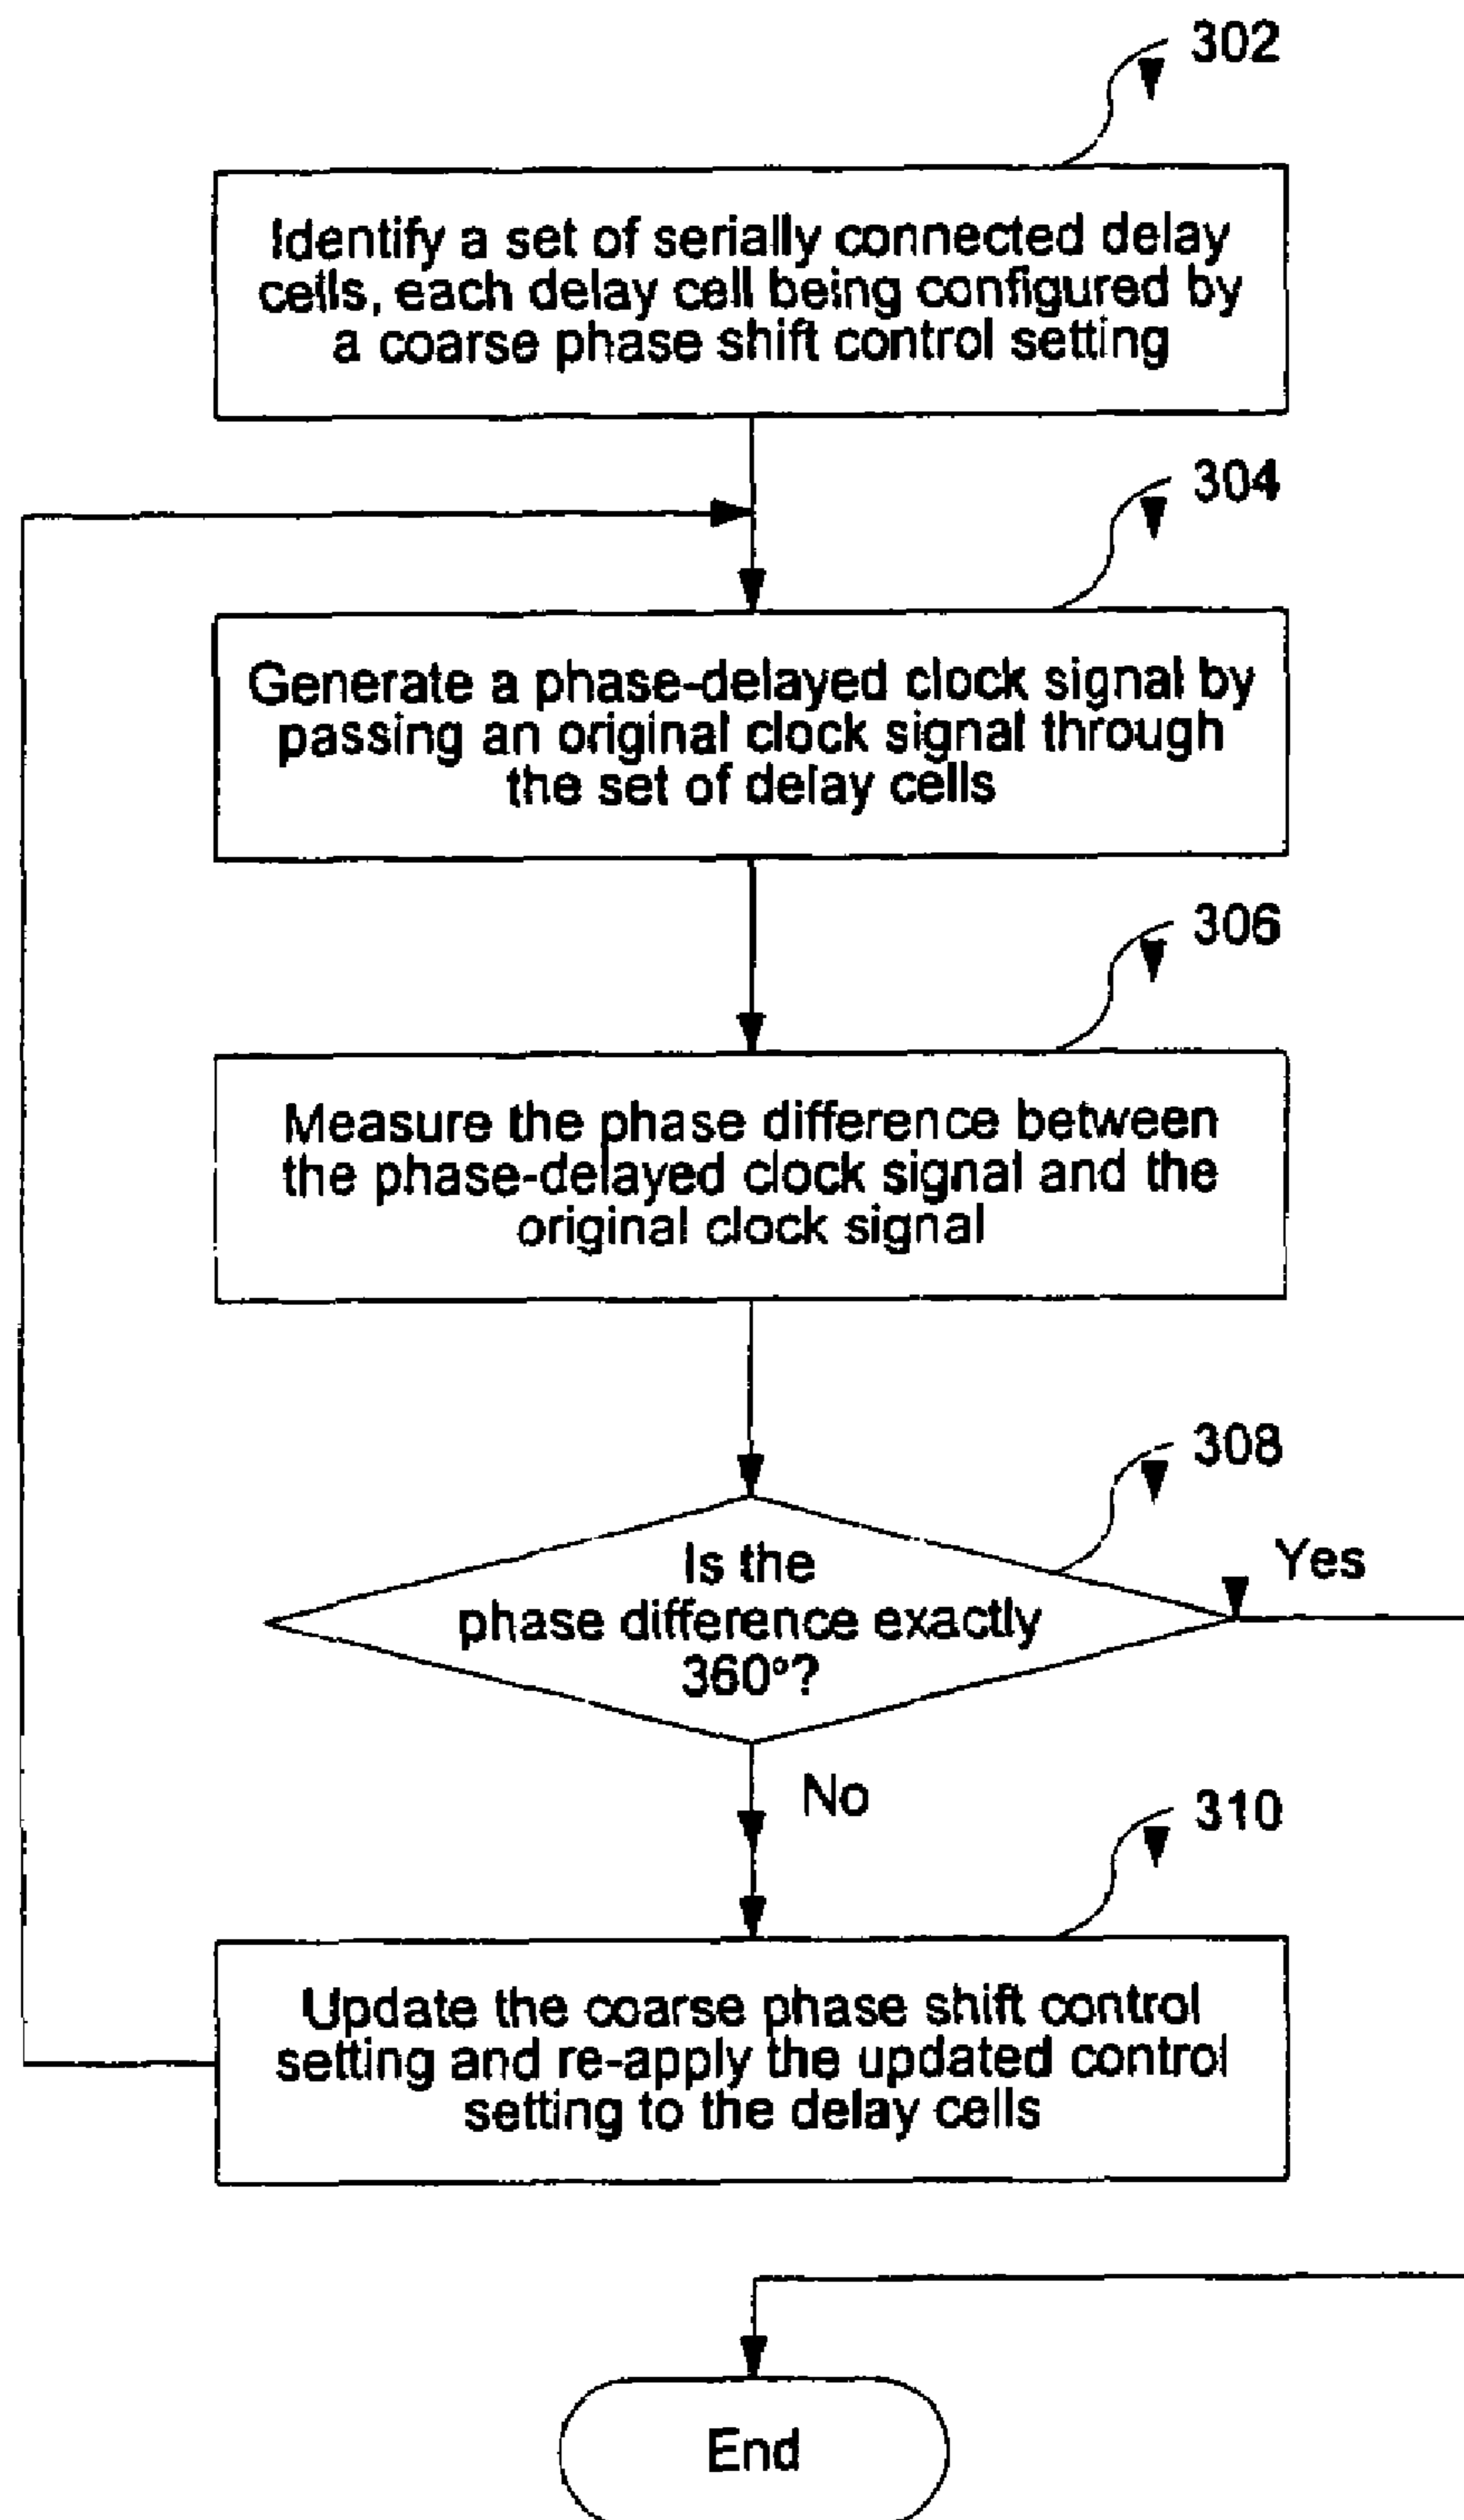 302
Identify a set of serially connected delay
cells, each delay cell being configured by
a coarse phase shift control setting
304
Generate a phase-delayed clock signal by
passing an original clock signal through
the set of delay cells
306
Measure the phase difference between
the phase-delayed clock signal and the
original clock signal
308
Is the
phase difference exactly
360°?
Yes
No
310
Update the coarse phase shift control
setting and re-apply the updated control
setting to the delay cells
End